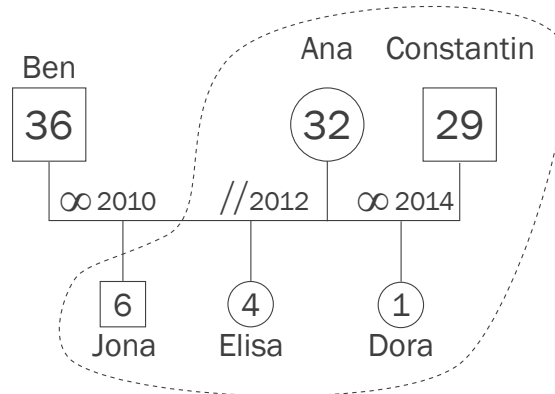 Ana Constantin
Ben
36 32 29
∞ 2010 //2012 ∞ 2014
6 4 1
Jona Elisa Dora